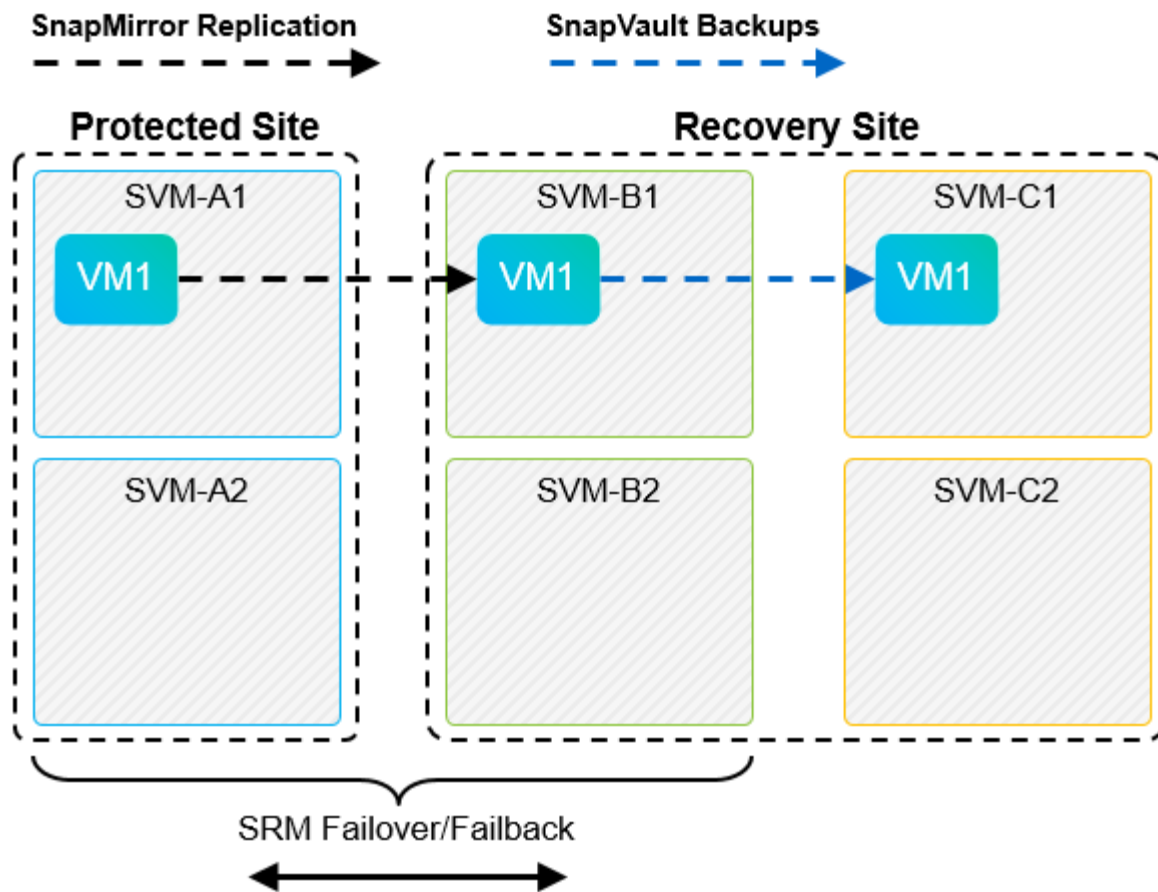 SnapMirror Replication
SnapVault Backups
Protected Site
Recovery Site
SVM-A1
SVM-B1
SVM-C1
VM1
VM1
VM1
SVM-A2
SVM-B2
SVM-C2
SRM Failover/Failback